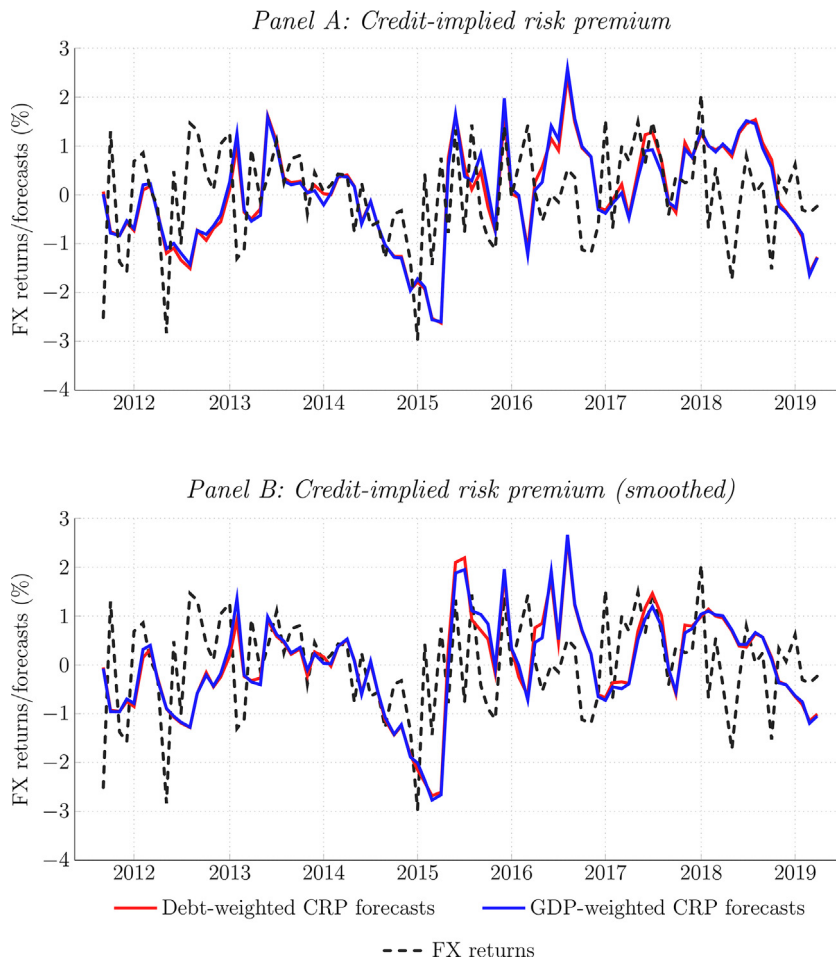 Panel A: Credit-implied risk premium
FX returns/forecasts (%)
3
2
1
0
−1
−2
−3
−4
2012 2013 2014 2015 2016 2017 2018 2019
Panel B: Credit-implied risk premium (smoothed)
FX returns/forecasts (%)
3
2
1
0
−1
−2
−3
−4
2012 2013 2014 2015 2016 2017 2018 2019
Debt-weighted CRP forecasts GDP-weighted CRP forecasts
FX returns